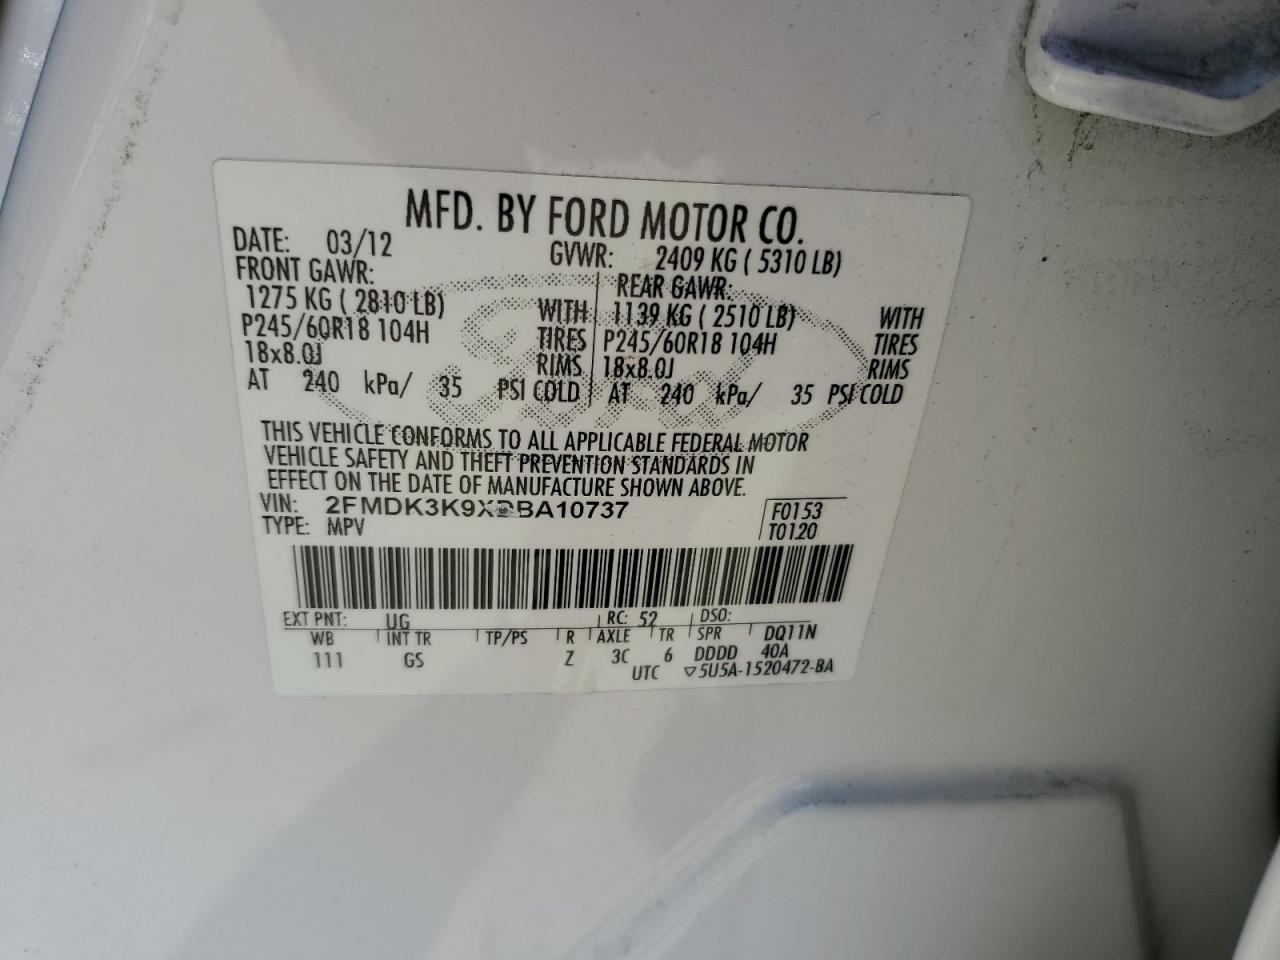 MFD. BY FORD MOTOR CO.
DATE: 03/12 GVWR: 2409 KG ( 5310 LB)
FRONT GAWR: REAR GAWR:
1275 KG ( 2810 LB) WITH 1139 KG ( 2510 LB) WITH
P245/60R18 104H TIRES P245/60R18 104H TIRES
18x8.0J RIMS 18x8.0J RIMS
AT 240 kPa/ 35 PSI COLD AT 240 kPa/ 35 PSI COLD
THIS VEHICLE CONFORMS TO ALL APPLICABLE FEDERAL MOTOR
VEHICLE SAFETY AND THEFT PREVENTION STANDARDS IN
EFFECT ON THE DATE OF MANUFACTURE SHOWN ABOVE.
VIN: F0153
TYPE: MPV T0120
EXT PNT: UG RC: 52 DSO:
WB INT TR TP/PS R AXLE TR SPR DQ11N
111 GS Z 3C 6 DDDD 40A
UTC ▽5U5A-1520472-BA